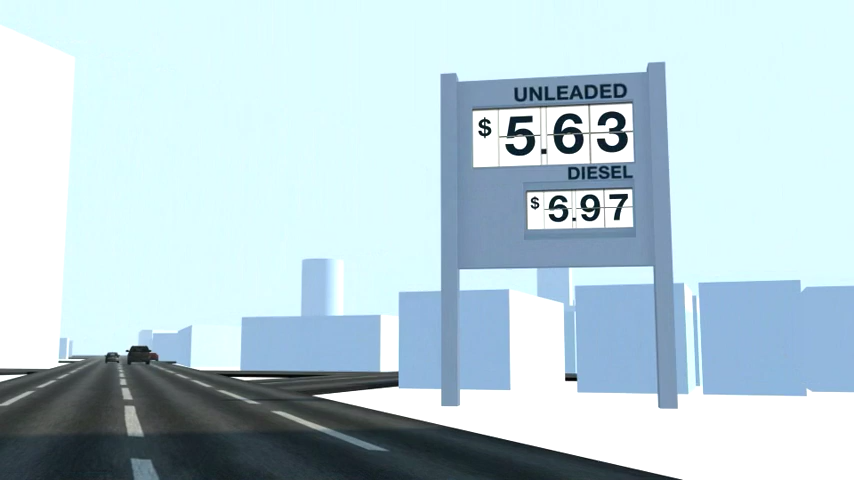 UNLEADED
$ 5.63
DIESEL
$ 6.97